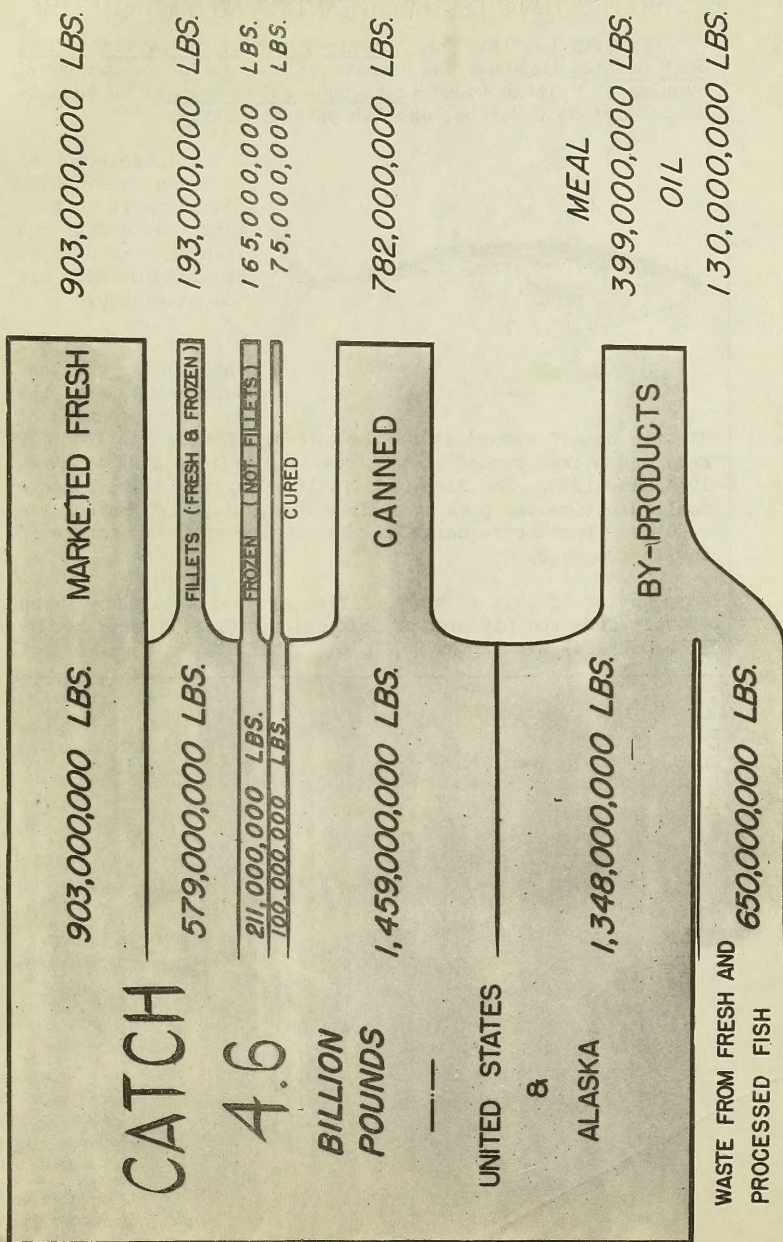 903,000,000 LBS. MARKETED FRESH 903,000,000 LBS.
CATCH
4.6
BILLION
POUNDS
UNITED STATES
&
ALASKA
579,000,000 LBS. FILLETS (FRESH & FROZEN) 193,000,000 LBS.
211,000,000 LBS. FROZEN (NOT FILLETS) 165,000,000 LBS.
100,000,000 LBS. CURED 75,000,000 LBS.
1,459,000,000 LBS. CANNED 782,000,000 LBS.
1,348,000,000 LBS. BY-PRODUCTS
MEAL
399,000,000 LBS.
OIL
130,000,000 LBS.
WASTE FROM FRESH AND
PROCESSED FISH 650,000,000 LBS.